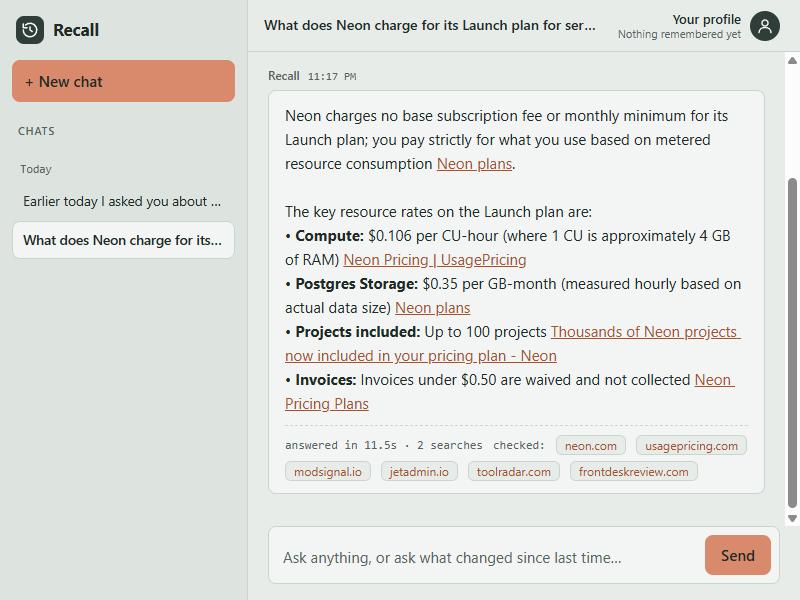 Recall
+ New chat
CHATS
Today
Earlier today I asked you about ...
What does Neon charge for its...
What does Neon charge for its Launch plan for ser...
Your profile
Nothing remembered yet
Recall 11:17 PM
Neon charges no base subscription fee or monthly minimum for its
Launch plan; you pay strictly for what you use based on metered
resource consumption Neon plans.
The key resource rates on the Launch plan are:
• Compute: $0.106 per CU-hour (where 1 CU is approximately 4 GB
of RAM) Neon Pricing | UsagePricing
• Postgres Storage: $0.35 per GB-month (measured hourly based on
actual data size) Neon plans
• Projects included: Up to 100 projects Thousands of Neon projects
now included in your pricing plan - Neon
• Invoices: Invoices under $0.50 are waived and not collected Neon
Pricing Plans
answered in 11.5s · 2 searches checked: neon.com usagepricing.com
modsignal.io jetadmin.io toolradar.com frontdeskreview.com
Ask anything, or ask what changed since last time...
Send